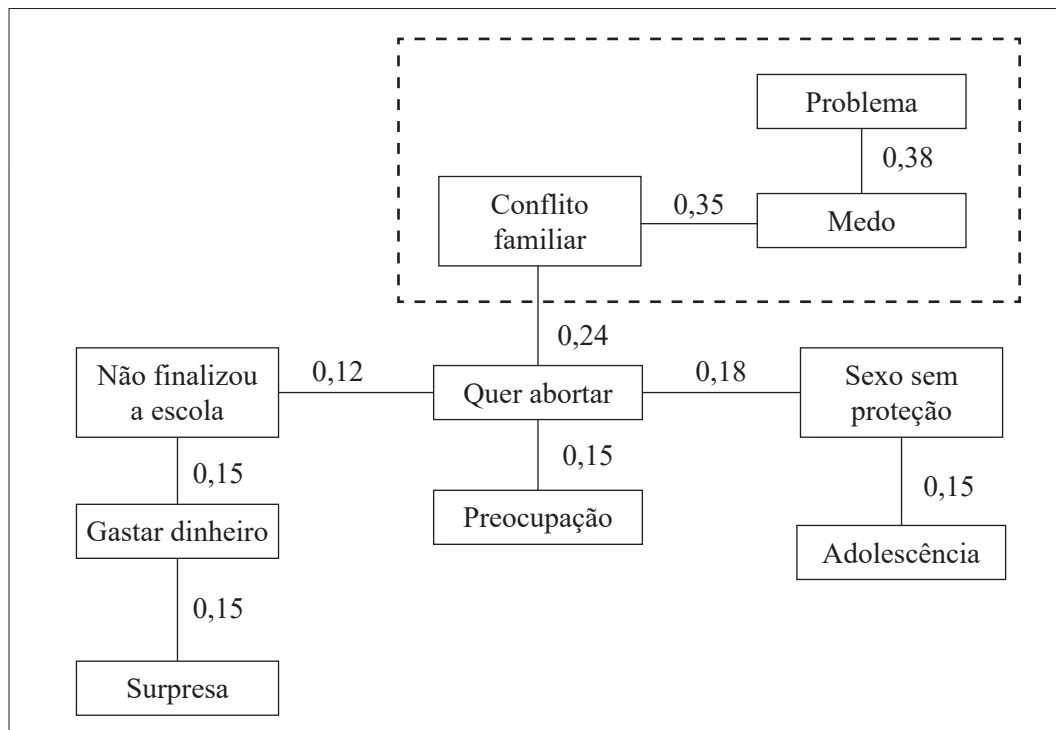 Problema
0,38
Conflito
familiar
0,35
Medo
0,24
Não finalizou
a escola
0,12
Quer abortar
0,18
Sexo sem
proteção
0,15
Gastar dinheiro
0,15
Preocupação
0,15
Adolescência
0,15
Surpresa